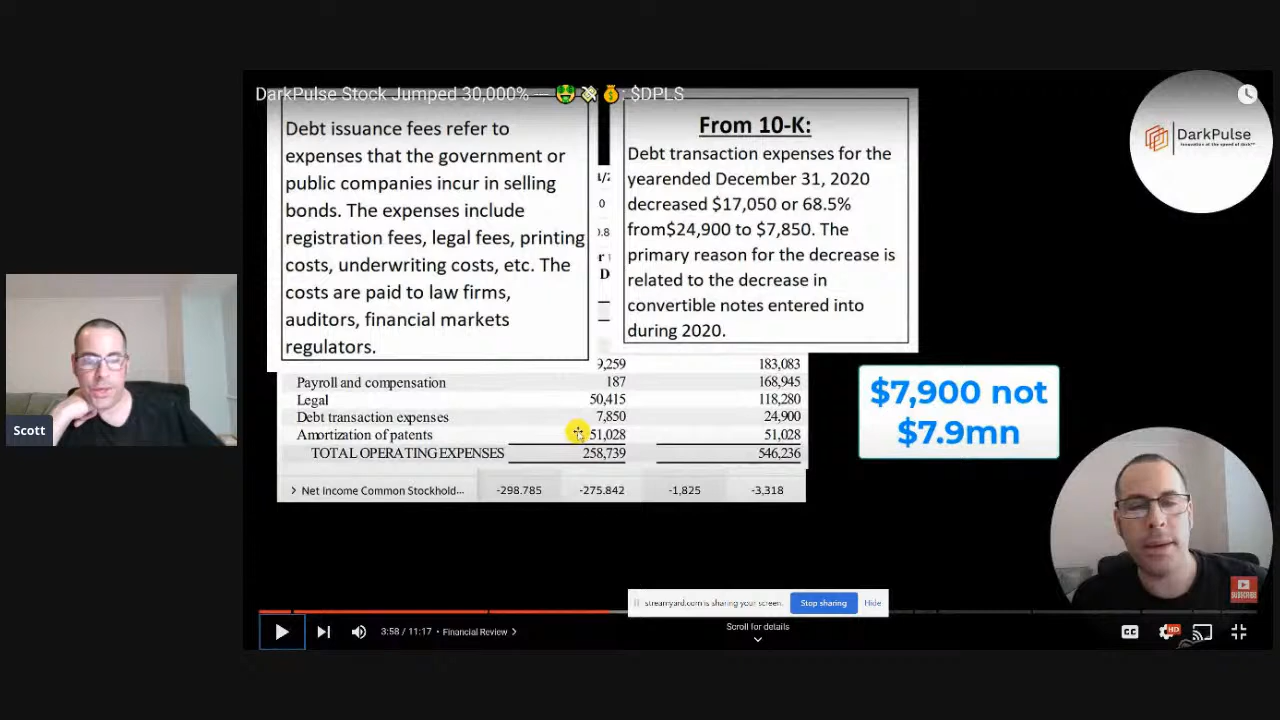 DarkPulse Stock Jumped 30,000% — 🤑💸💰: $DPLS
Debt issuance fees refer to
expenses that the government or
public companies incur in selling
bonds. The expenses include
registration fees, legal fees, printing
costs, underwriting costs, etc. The
costs are paid to law firms,
auditors, financial markets
regulators.
0
D
From 10-K:
Debt transaction expenses for the
yearended December 31, 2020
decreased $17,050 or 68.5%
from$24,900 to $7,850. The
primary reason for the decrease is
related to the decrease in
convertible notes entered into
during 2020.
DarkPulse
9,259 183,083
Payroll and compensation 187 168,945
Legal 50,415 118,280
Debt transaction expenses 7,850 24,900
Amortization of patents 51,028 51,028
TOTAL OPERATING EXPENSES 258,739 546,236
Net Income Common Stockhold... -298.785 -275.842 -1,825 -3,318
$7,900 not
$7.9mn
Scott
SUBSCRIBE
streamyard.com is sharing your screen. Stop sharing Hide
Scroll for details
3:58 / 11:17 • Financial Review
CC HD